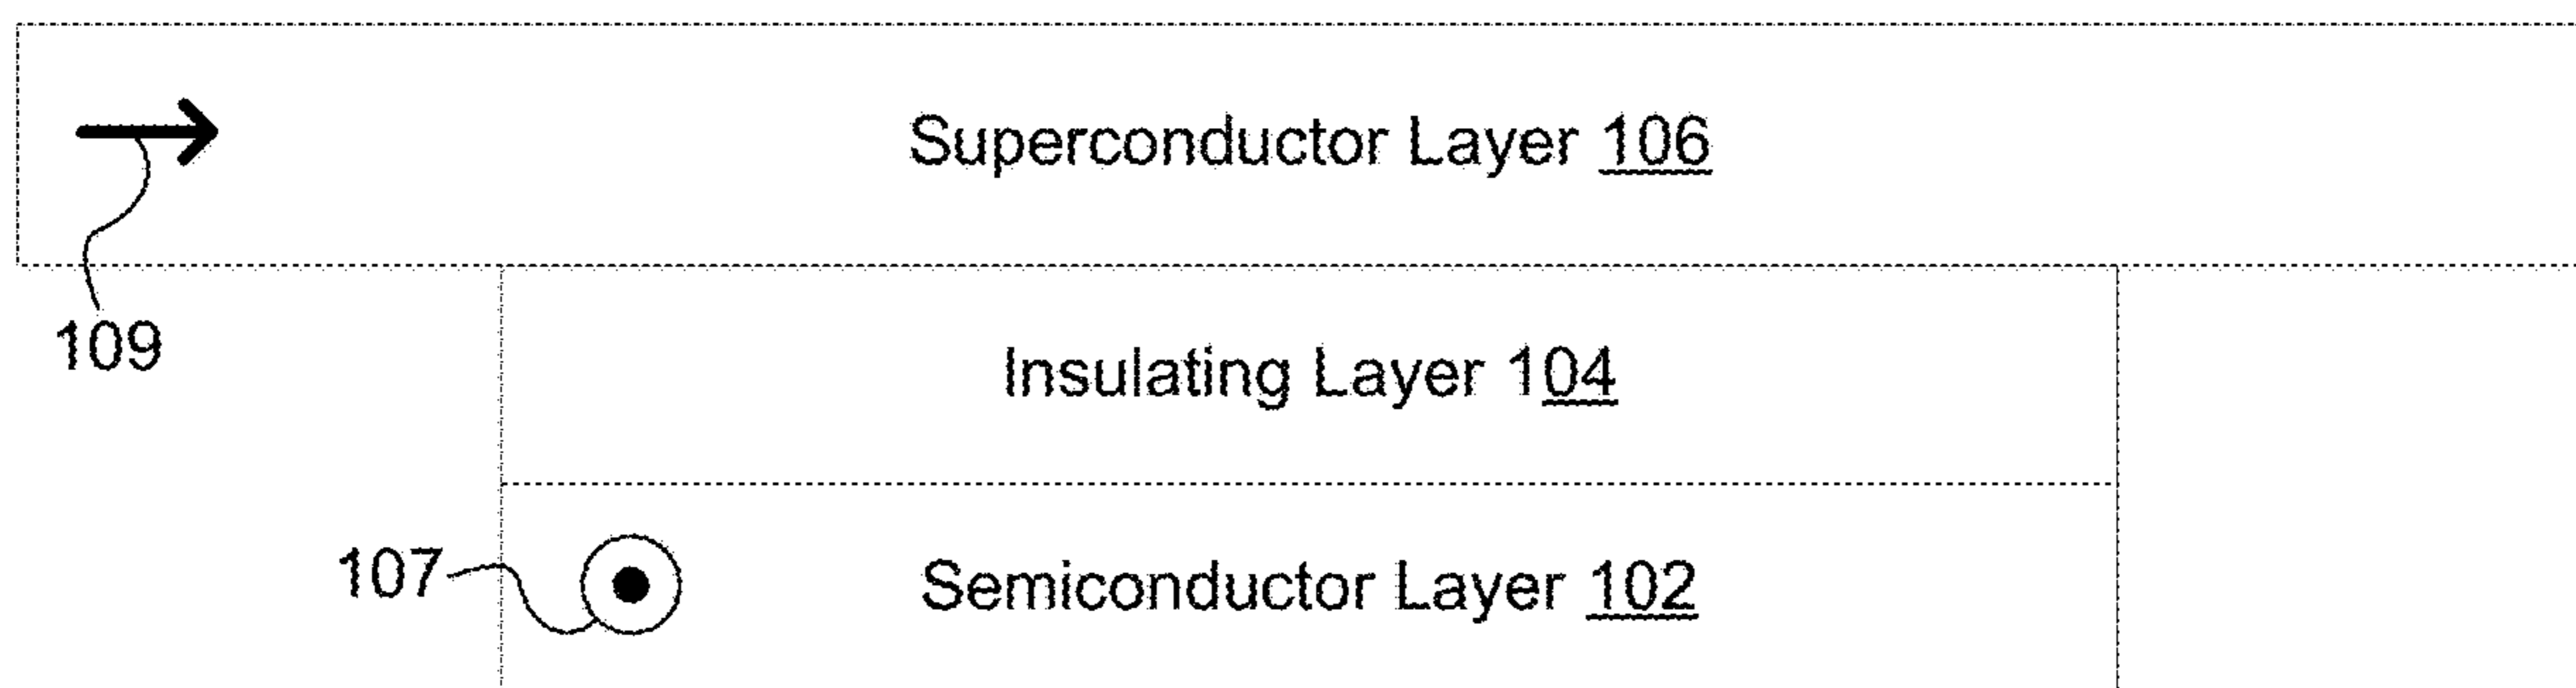 Superconductor Layer 106
109
Insulating Layer 104
107
Semiconductor Layer 102